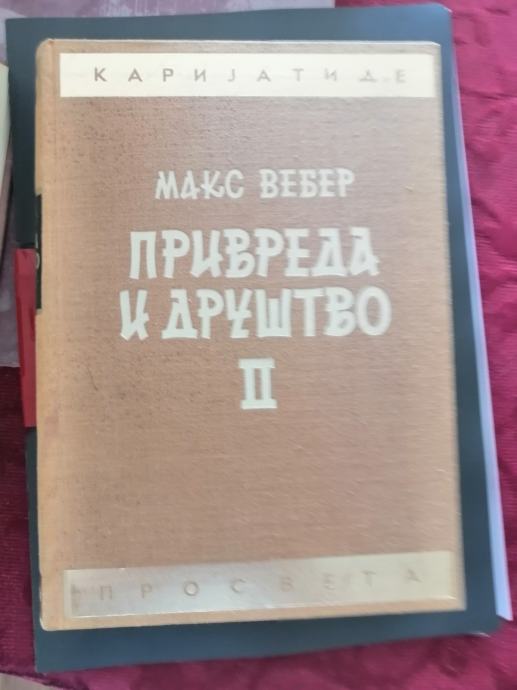 КАРИЈАТИДЕ
МАКС ВЕБЕР
ПРИВРЕДА
И ДРУШТВО
II
ПРОСВЕТА